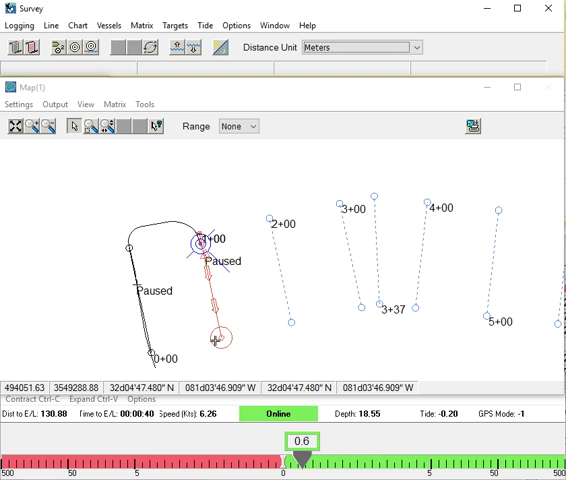 Survey
Logging Line Chart Vessels Matrix Targets Tide Options Window Help
Distance Unit Meters
Map(1)
Settings Output View Matrix Tools
Range None
2+00
3+00
4+00
1+00
Paused
Paused
3+37
5+00
0+00
494051.63 3549288.88 32d04'47.480" N 081d03'46.909" W 32d04'47.480" N 081d03'46.909" W
Contract Ctrl-C Expand Ctrl-V Options
Dist to E/L: 130.88 Time to E/L: 00:00:40 Speed (Kts): 6.26 Online Depth: 18.55 Tide: -0.20 GPS Mode: -1
0.6
500 50 5 0 5 50 500